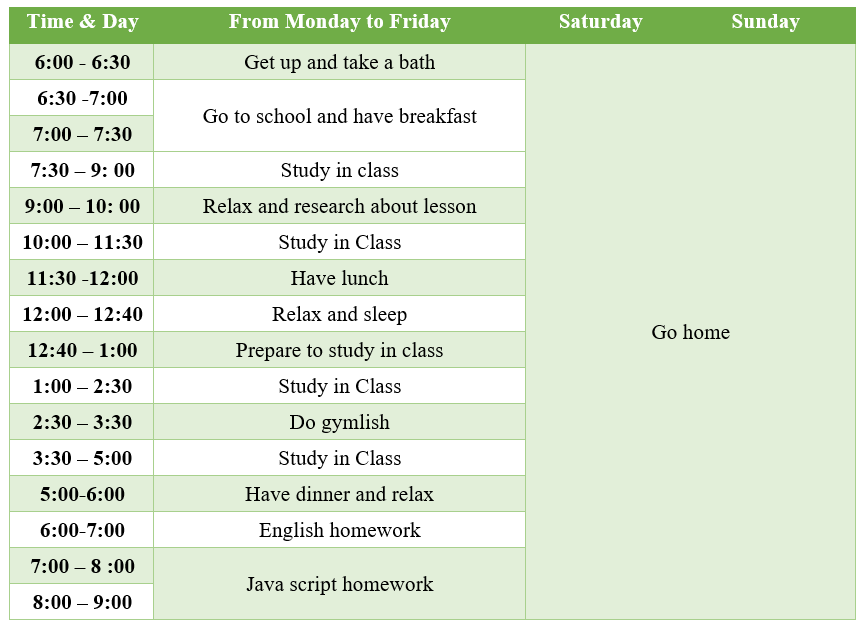 Time & Day From Monday to Friday Saturday Sunday
6:00 - 6:30 Get up and take a bath
6:30 -7:00
Go to school and have breakfast
7:00 – 7:30
7:30 – 9: 00 Study in class
9:00 – 10: 00 Relax and research about lesson
10:00 – 11:30 Study in Class
11:30 -12:00 Have lunch
12:00 – 12:40 Relax and sleep
Go home
12:40 – 1:00 Prepare to study in class
1:00 – 2:30 Study in Class
2:30 – 3:30 Do gymlish
3:30 – 5:00 Study in Class
5:00-6:00 Have dinner and relax
6:00-7:00 English homework
7:00 – 8 :00
Java script homework
8:00 – 9:00